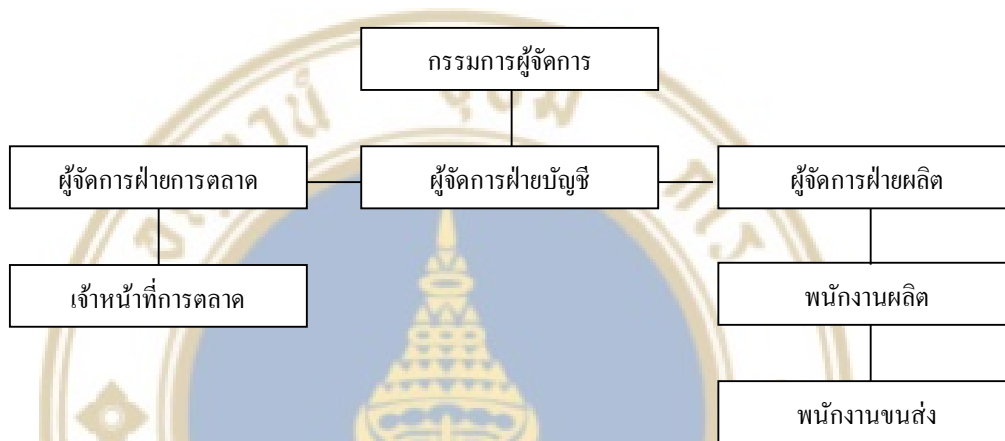 กรรมการผู้จัดการ
ผู้จัดการฝ่ายการตลาด
ผู้จัดการฝ่ายบัญชี
ผู้จัดการฝ่ายผลิต
เจ้าหน้าที่การตลาด
พนักงานผลิต
พนักงานขนส่ง